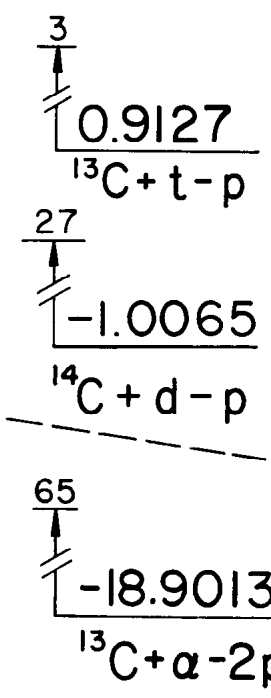 3
0.9127
¹³C + t − p
27
−1.0065
¹⁴C + d − p
65
−18.9013
¹³C + α − 2p